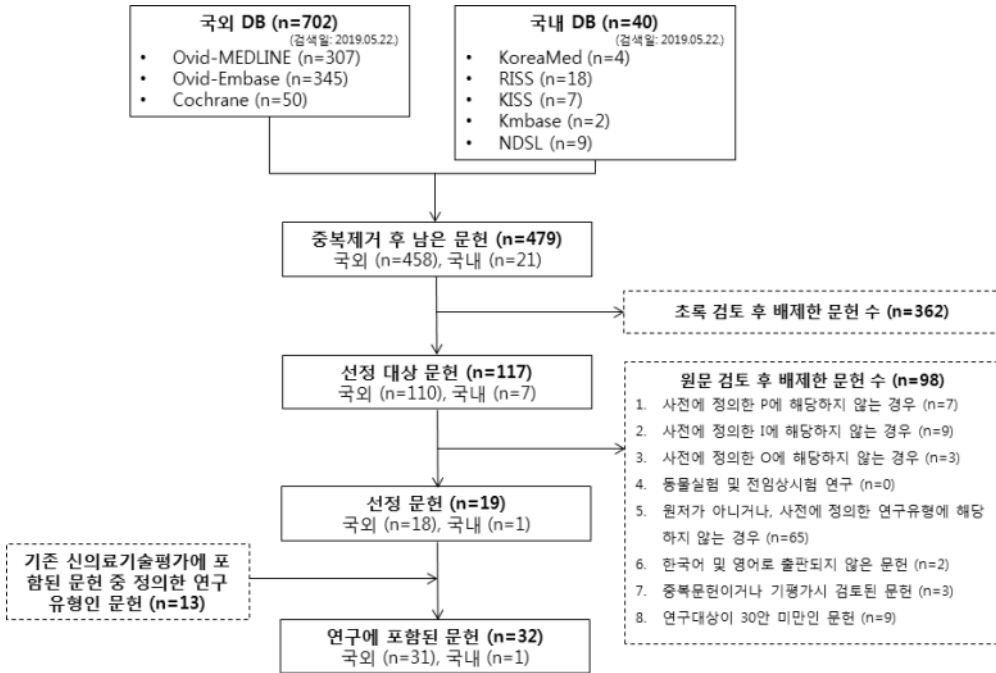 국외 DB (n=702)
(검색일: 2019.05.22.)
• Ovid-MEDLINE (n=307)
• Ovid-Embase (n=345)
• Cochrane (n=50)
국내 DB (n=40)
(검색일: 2019.05.22.)
• KoreaMed (n=4)
• RISS (n=18)
• KISS (n=7)
• Kmbase (n=2)
• NDSL (n=9)
중복제거 후 남은 문헌 (n=479)
국외 (n=458), 국내 (n=21)
초록 검토 후 배제한 문헌 수 (n=362)
선정 대상 문헌 (n=117)
국외 (n=110), 국내 (n=7)
원문 검토 후 배제한 문헌 수 (n=98)
1. 사전에 정의한 P에 해당하지 않는 경우 (n=7)
2. 사전에 정의한 I에 해당하지 않는 경우 (n=9)
3. 사전에 정의한 O에 해당하지 않는 경우 (n=3)
4. 동물실험 및 전임상시험 연구 (n=0)
5. 원저가 아니거나, 사전에 정의한 연구유형에 해당
하지 않는 경우 (n=65)
6. 한국어 및 영어로 출판되지 않은 문헌 (n=2)
7. 중복문헌이거나 기평가시 검토된 문헌 (n=3)
8. 연구대상이 30안 미만인 문헌 (n=9)
선정 문헌 (n=19)
국외 (n=18), 국내 (n=1)
기존 신의료기술평가에 포
함된 문헌 중 정의한 연구
유형인 문헌 (n=13)
연구에 포함된 문헌 (n=32)
국외 (n=31), 국내 (n=1)